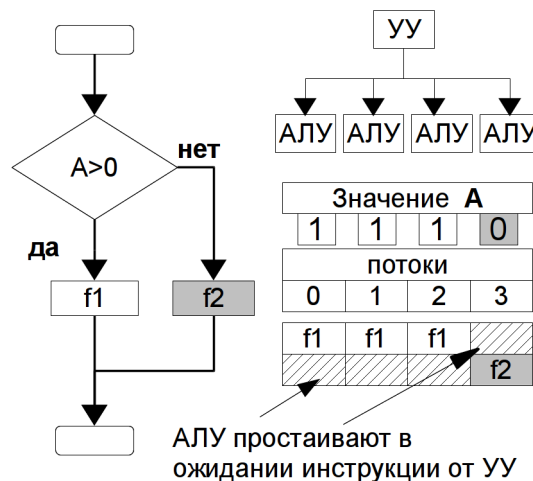 УУ
АЛУ АЛУ АЛУ АЛУ
A>0
нет
да
f1
f2
Значение A
1 1 1 0
потоки
0 1 2 3
f1 f1 f1
f2
АЛУ простаивают в
ожидании инструкции от УУ